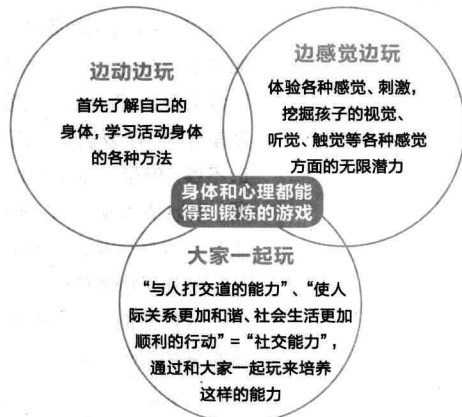 边动边玩
首先了解自己的
身体，学习活动身体
的各种方法
边感觉边玩
体验各种感觉、刺激，
挖掘孩子的视觉、
听觉、触觉等各种感觉
方面的无限潜力
身体和心理都能
得到锻炼的游戏
大家一起玩
“与人打交道的能力”、“使人
际关系更加和谐、社会生活更加
顺利的行动”=“社交能力”，
通过和大家一起玩来培养
这样的能力